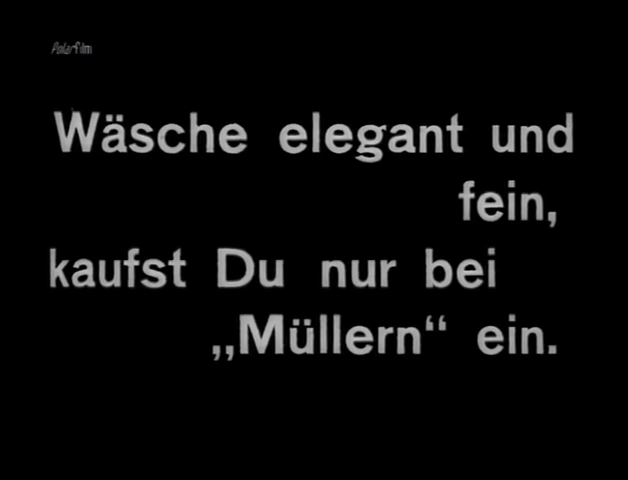 Polarfilm
Wäsche elegant und
fein,
kaufst Du nur bei
„Müllern“ ein.